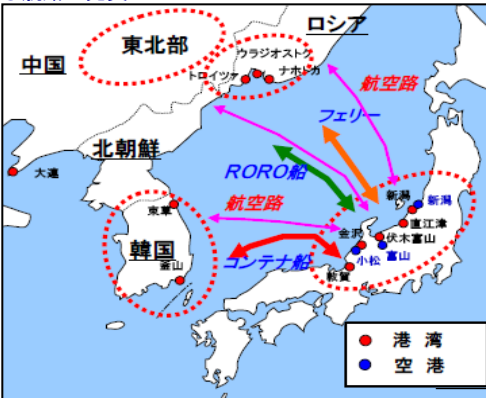 ロシア
東北部
中国
ウラジオストク
トロイツァ
ナホトカ
航空路
フェリー
北朝鮮
大連
RORO船
新潟
新潟
航空路
束草
直江津
金沢
伏木富山
韓国
小松
富山
コンテナ船
敦賀
釜山
港湾
空港